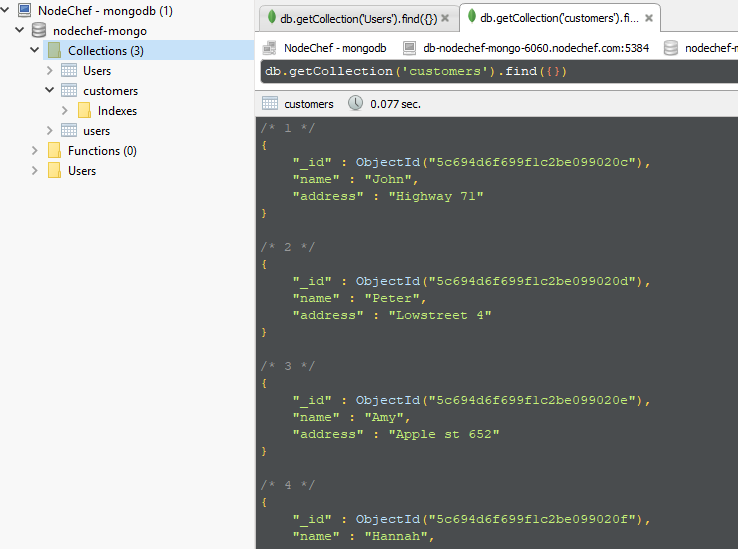 NodeChef - mongodb
nodechef-mongo
Collections (3)
Users
customers
Indexes
users
Functions (0)
Users
db.getCollection('Users').find({})
db.getCollection('customers').fi...
NodeChef - mongodb db-nodechef-mongo-6060.nodechef.com:5384 nodechef-m
db.getCollection('customers').find({})
customers 0.077 sec.
/* 1 */
{
"_id" : ObjectId("5c694d6f699f1c2be099020c"),
"name" : "John",
"address" : "Highway 71"
}
/* 2 */
{
"_id" : ObjectId("5c694d6f699f1c2be099020d"),
"name" : "Peter",
"address" : "Lowstreet 4"
}
/* 3 */
{
"_id" : ObjectId("5c694d6f699f1c2be099020e"),
"name" : "Amy",
"address" : "Apple st 652"
}
/* 4 */
{
"_id" : ObjectId("5c694d6f699f1c2be099020f"),
"name" : "Hannah",